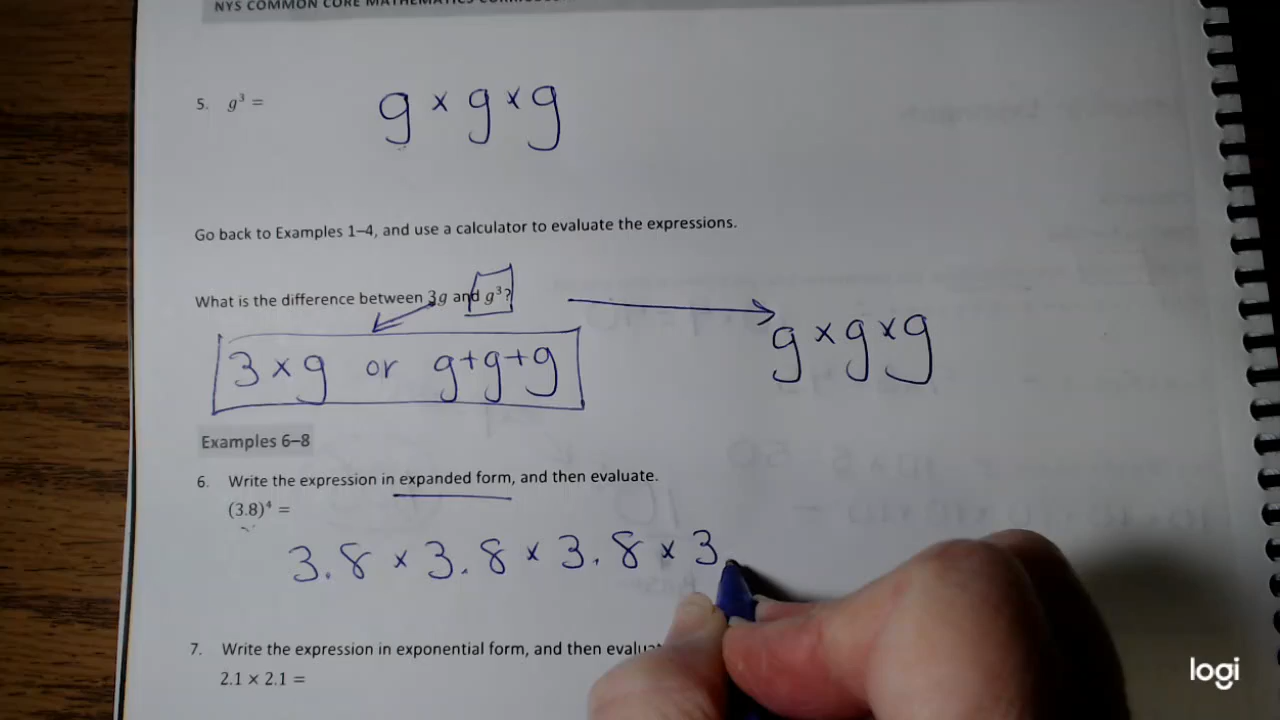 NYS COMMON CORE MATHEMATICS
5. g³ =
g × g × g
Go back to Examples 1–4, and use a calculator to evaluate the expressions.
What is the difference between 3g and g³?
3 × g or g+g+g
g × g × g
Examples 6–8
6. Write the expression in expanded form, and then evaluate.
(3.8)⁴ =
3.8 × 3.8 × 3.8 × 3.
7. Write the expression in exponential form, and then
2.1 × 2.1 =
logi